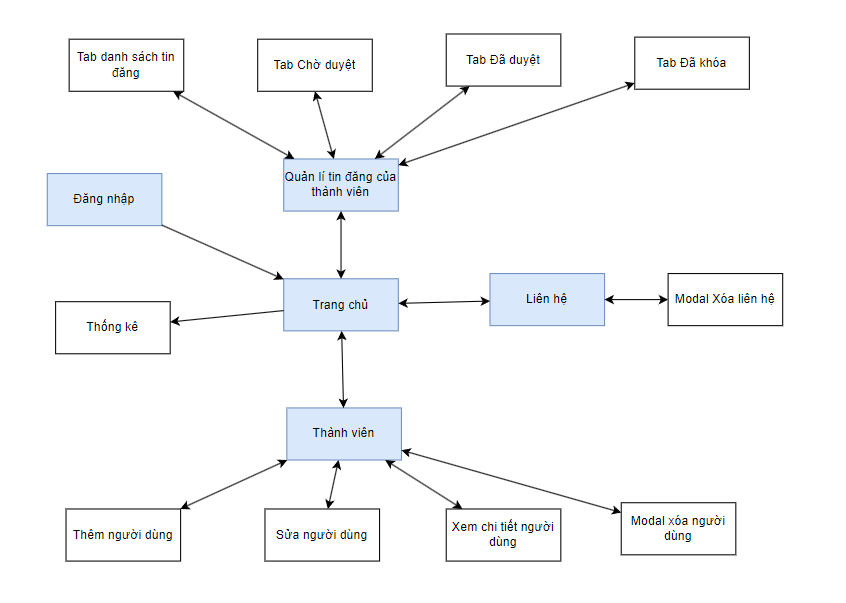 Tab danh sách tin
đăng
Tab Chờ duyệt
Tab Đã duyệt
Tab Đã khóa
Quản lí tin đăng của
thành viên
Đăng nhập
Trang chủ
Liên hệ
Modal Xóa liên hệ
Thống kê
Thành viên
Thêm người dùng
Sửa người dùng
Xem chi tiết người
dùng
Modal xóa người
dùng